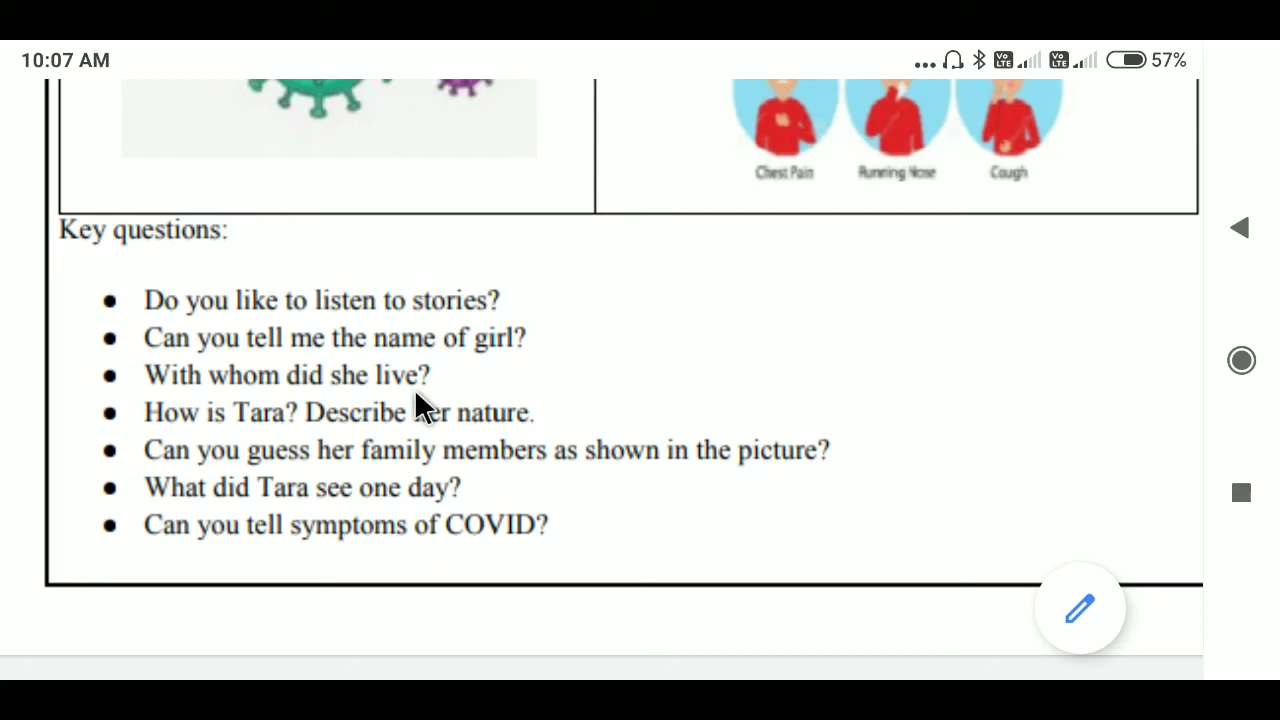 10:07 AM
57%
Chest Pain Running Nose Cough
Key questions:
● Do you like to listen to stories?
● Can you tell me the name of girl?
● With whom did she live?
● How is Tara? Describe her nature.
● Can you guess her family members as shown in the picture?
● What did Tara see one day?
● Can you tell symptoms of COVID?